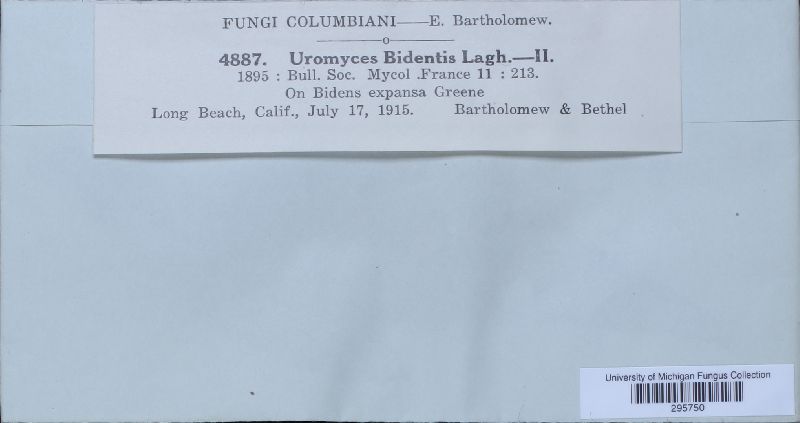 FUNGI COLUMBIANI——E. Bartholomew.
o
4887. Uromyces Bidentis Lagh.—II.
1895 : Bull. Soc. Mycol .France 11 : 213.
On Bidens expansa Greene
Long Beach, Calif., July 17, 1915. Bartholomew & Bethel
University of Michigan Fungus Collection
295750